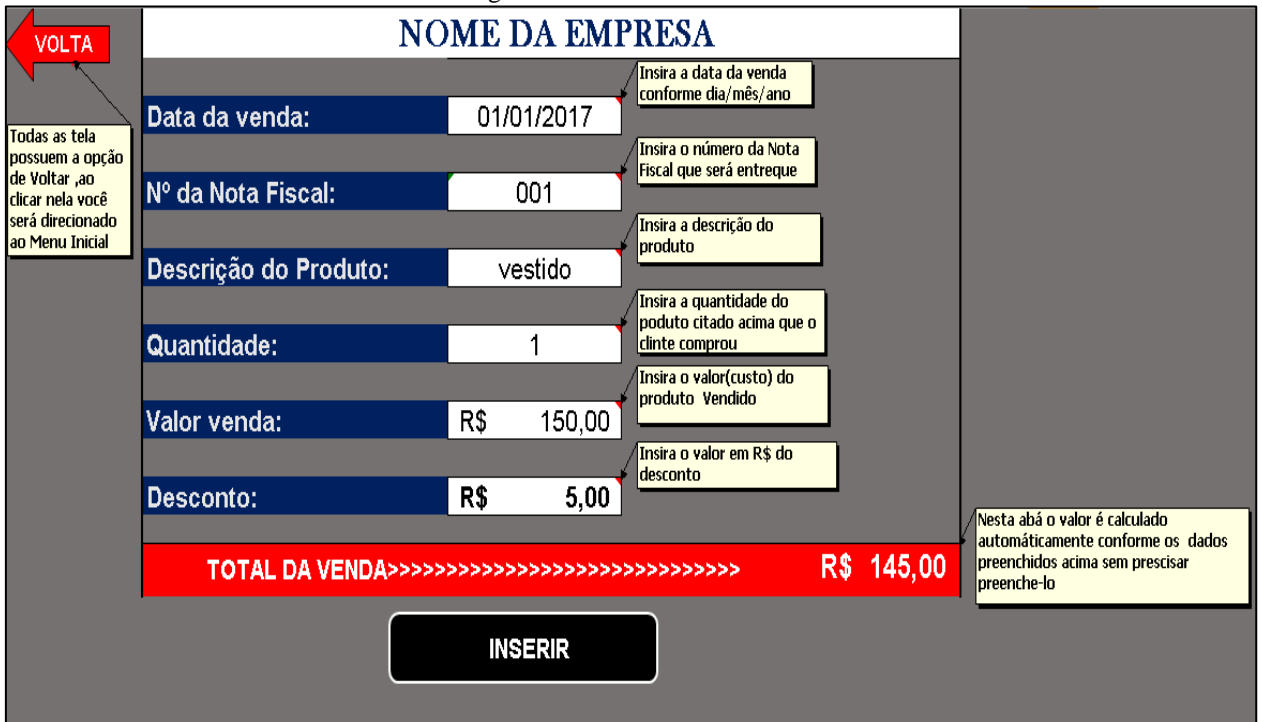 VOLTA
NOME DA EMPRESA
Insira a data da venda
conforme dia/mês/ano
Data da venda:
01/01/2017
Todas as tela
possuem a opção
de Voltar ,ao
clicar nela você
será direcionado
ao Menu Inicial
Insira o número da Nota
Fiscal que será entreque
Nº da Nota Fiscal:
001
Insira a descrição do
produto
Descrição do Produto:
vestido
Insira a quantidade do
poduto citado acima que o
clinte comprou
Quantidade:
1
Insira o valor(custo) do
produto Vendido
Valor venda:
R$ 150,00
Insira o valor em R$ do
desconto
Desconto:
R$ 5,00
Nesta abá o valor é calculado
automáticamente conforme os dados
preenchidos acima sem prescisar
preenche-lo
TOTAL DA VENDA>>>>>>>>>>>>>>>>>>>>>>>>>>>>>> R$ 145,00
INSERIR